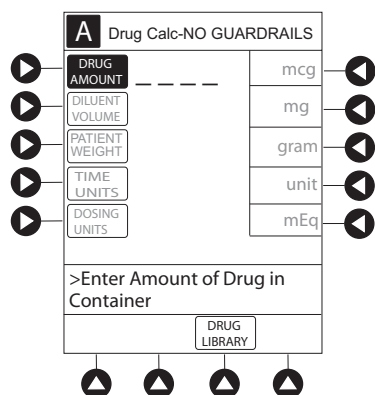 A Drug Calc-NO GUARDRAILS
DRUG
AMOUNT _ _ _ _
mcg
DILUENT
VOLUME
mg
PATIENT
WEIGHT
gram
TIME
UNITS
unit
DOSING
UNITS
mEq
>Enter Amount of Drug in
Container
DRUG
LIBRARY